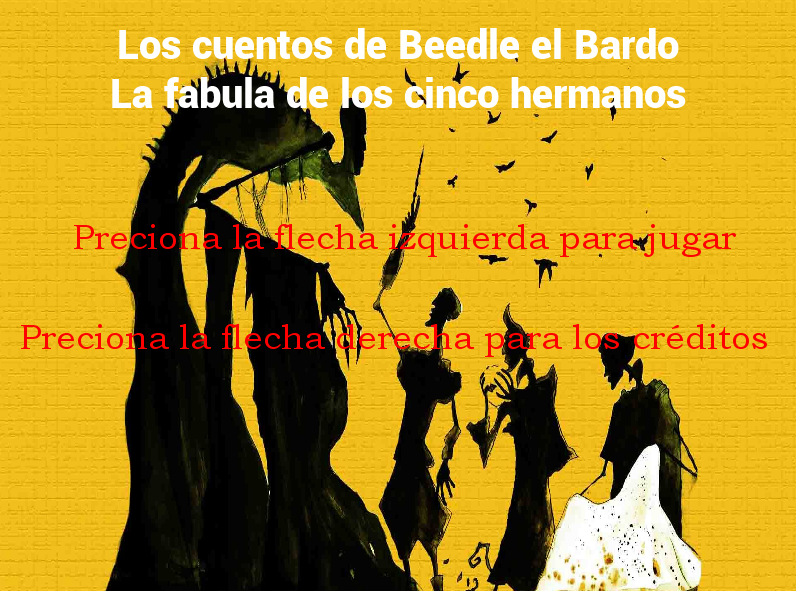 Los cuentos de Beedle el Bardo
La fabula de los cinco hermanos
Preciona la flecha izquierda para jugar
Preciona la flecha derecha para los créditos